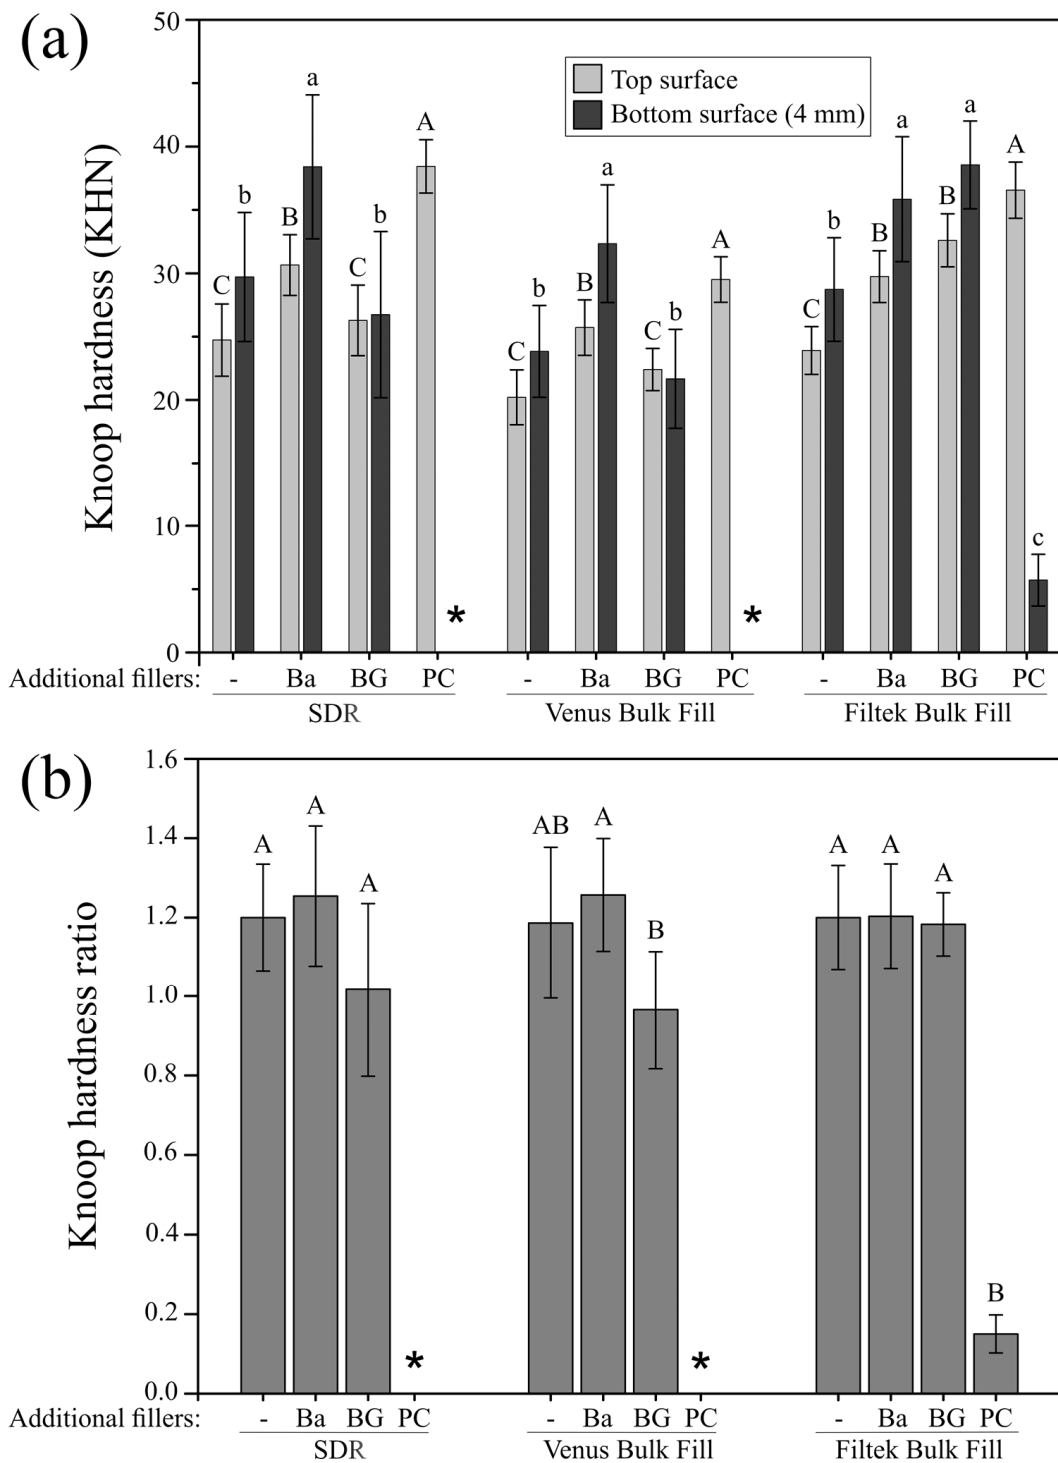 (a)
Knoop hardness (KHN)
50
40
30
20
10
0
Top surface
Bottom surface (4 mm)
C b B a C b A *
C b B a C b A *
C b B a B a A c
Additional fillers: - Ba BG PC - Ba BG PC - Ba BG PC
SDR Venus Bulk Fill Filtek Bulk Fill
(b)
Knoop hardness ratio
1.6
1.4
1.2
1.0
0.8
0.6
0.4
0.2
0.0
A A A *
AB A B *
A A A B
Additional fillers: - Ba BG PC - Ba BG PC - Ba BG PC
SDR Venus Bulk Fill Filtek Bulk Fill